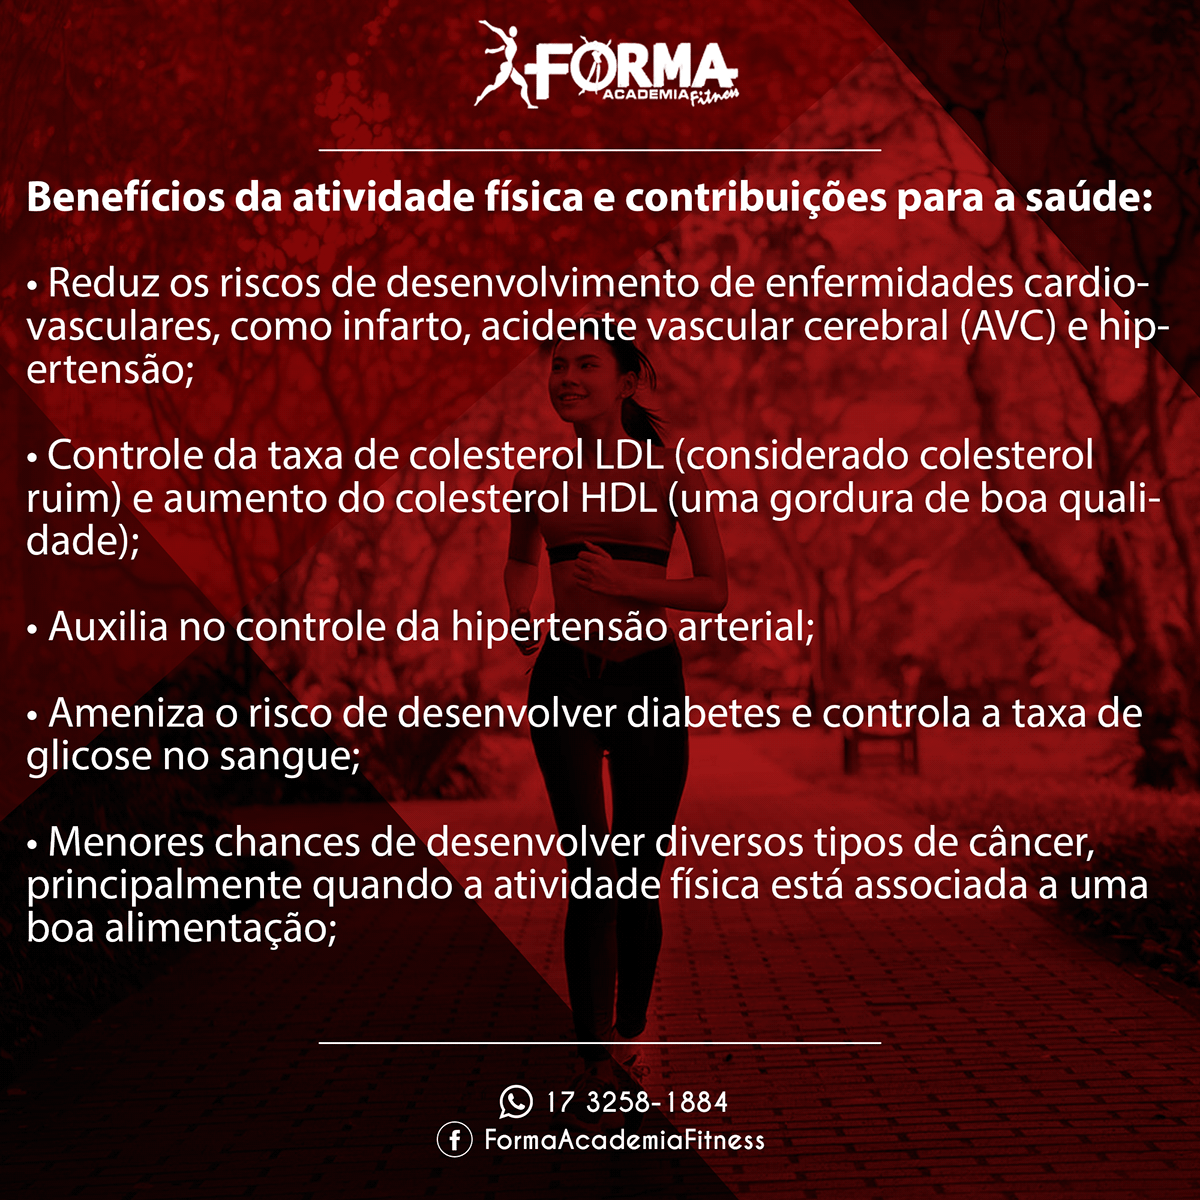 FORMA
ACADEMIA Fitness
Benefícios da atividade física e contribuições para a saúde:
• Reduz os riscos de desenvolvimento de enfermidades cardio-
vasculares, como infarto, acidente vascular cerebral (AVC) e hip-
ertensão;
• Controle da taxa de colesterol LDL (considerado colesterol
ruim) e aumento do colesterol HDL (uma gordura de boa quali-
dade);
• Auxilia no controle da hipertensão arterial;
• Ameniza o risco de desenvolver diabetes e controla a taxa de
glicose no sangue;
• Menores chances de desenvolver diversos tipos de câncer,
principalmente quando a atividade física está associada a uma
boa alimentação;
17 3258-1884
f FormaAcademiaFitness